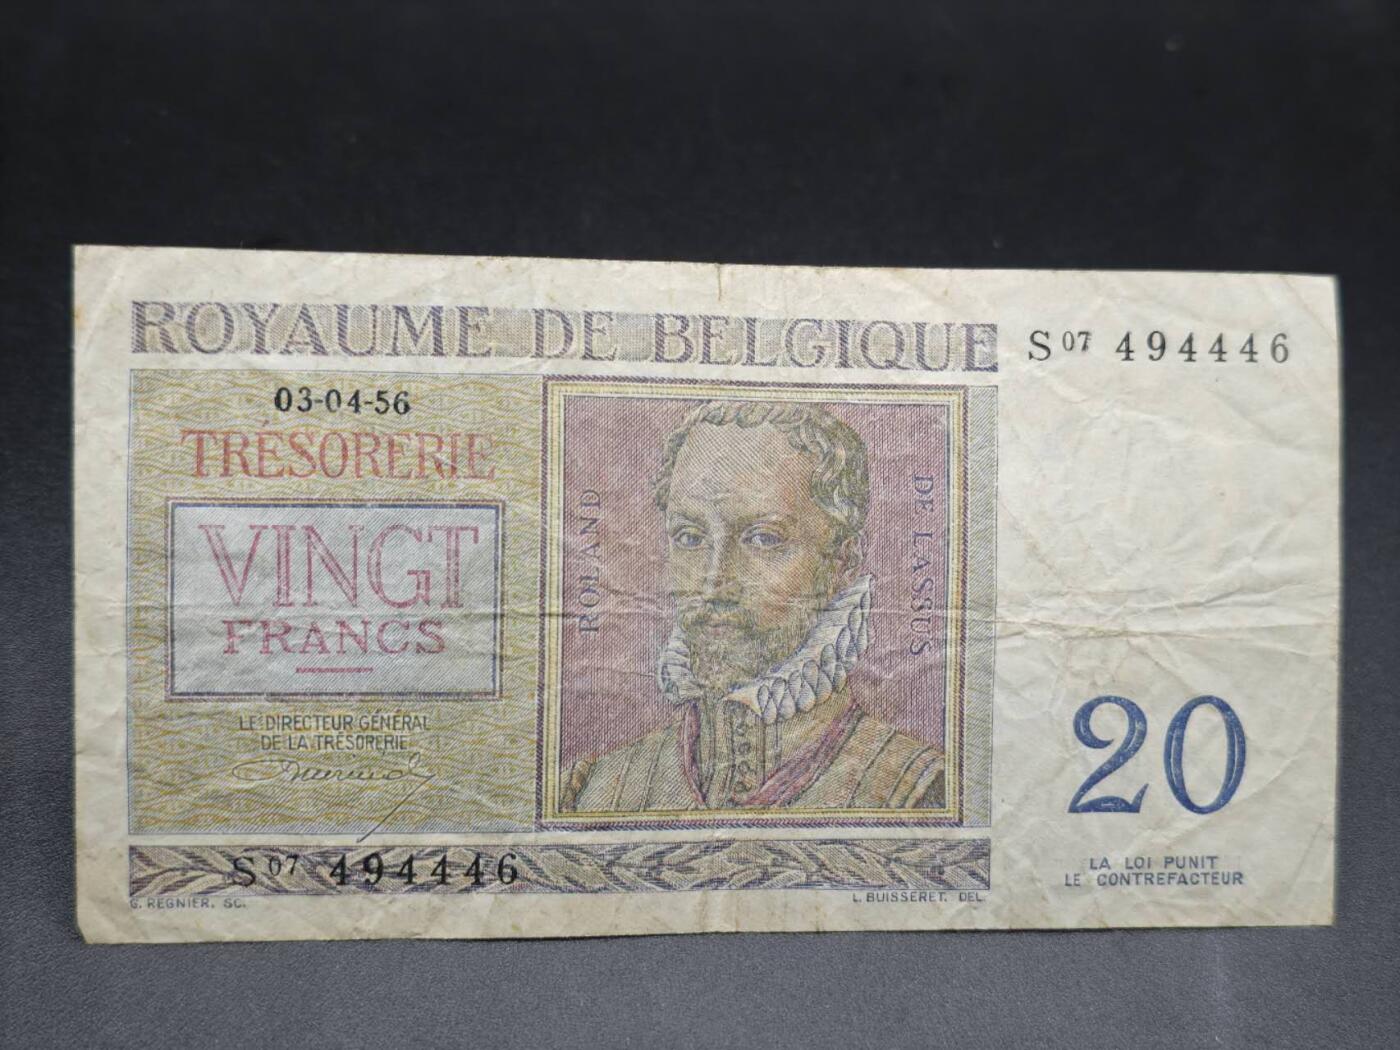 ROYAUME DE BELGIQUE
S07 494446
03-04-56
TRÉSORERIE
VINGT
FRANCS
LE DIRECTEUR GÉNÉRAL
DE LA TRÉSORERIE
ROLAND
DE LASSUS
20
LA LOI PUNIT
LE CONTREFACTEUR
S07 494446
G. REGNIER. SC.
L. BUISSERET. DEL.